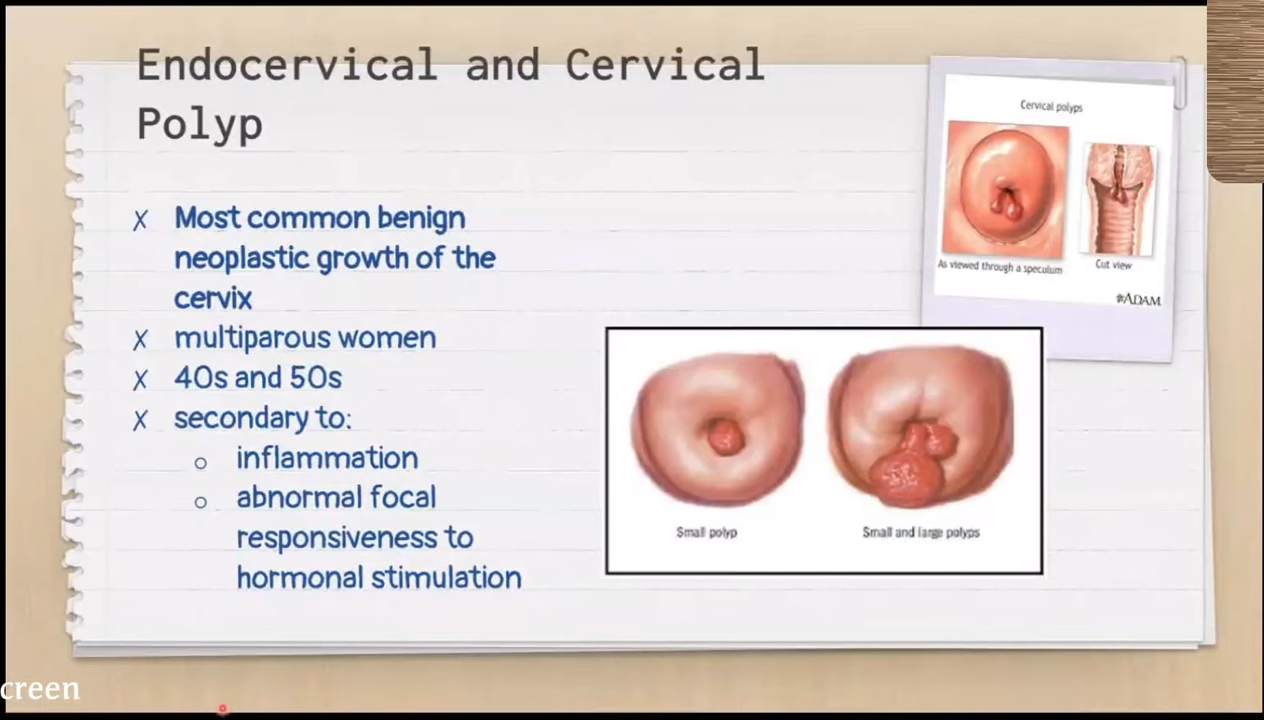 Endocervical and Cervical
Polyp
X Most common benign
neoplastic growth of the
cervix
X multiparous women
X 40s and 50s
X secondary to:
o inflammation
o abnormal focal
responsiveness to
hormonal stimulation
Cervical polyps
As viewed through a speculum
Cut view
*ADAM
Small polyp
Small and large polyps
creen